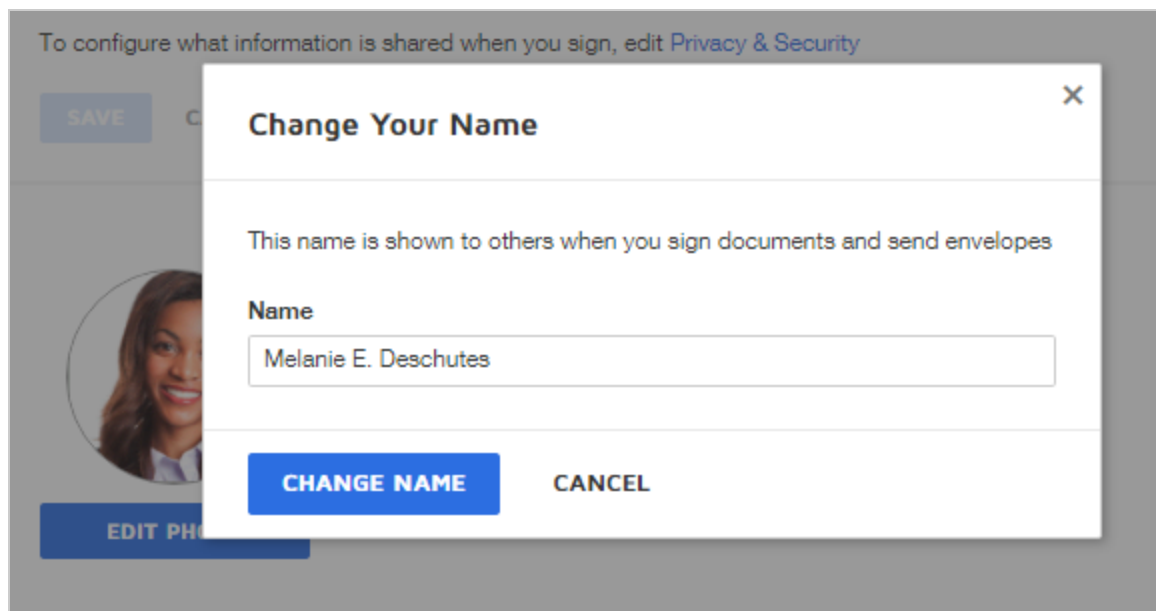 To configure what information is shared when you sign, edit Privacy & Security
SAVE
Change Your Name
This name is shown to others when you sign documents and send envelopes
Name
Melanie E. Deschutes
CHANGE NAME CANCEL
EDIT